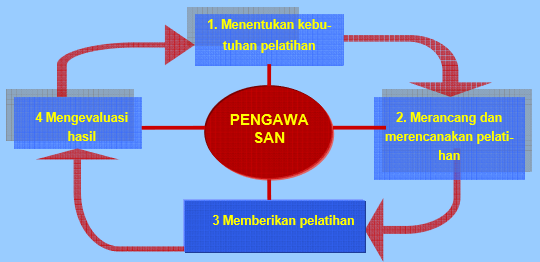 1. Menentukan kebu-
tuhan pelatihan
4 Mengevaluasi
hasil
PENGAWA
SAN
2. Merancang dan
merencanakan pelati-
han
3 Memberikan pelatihan